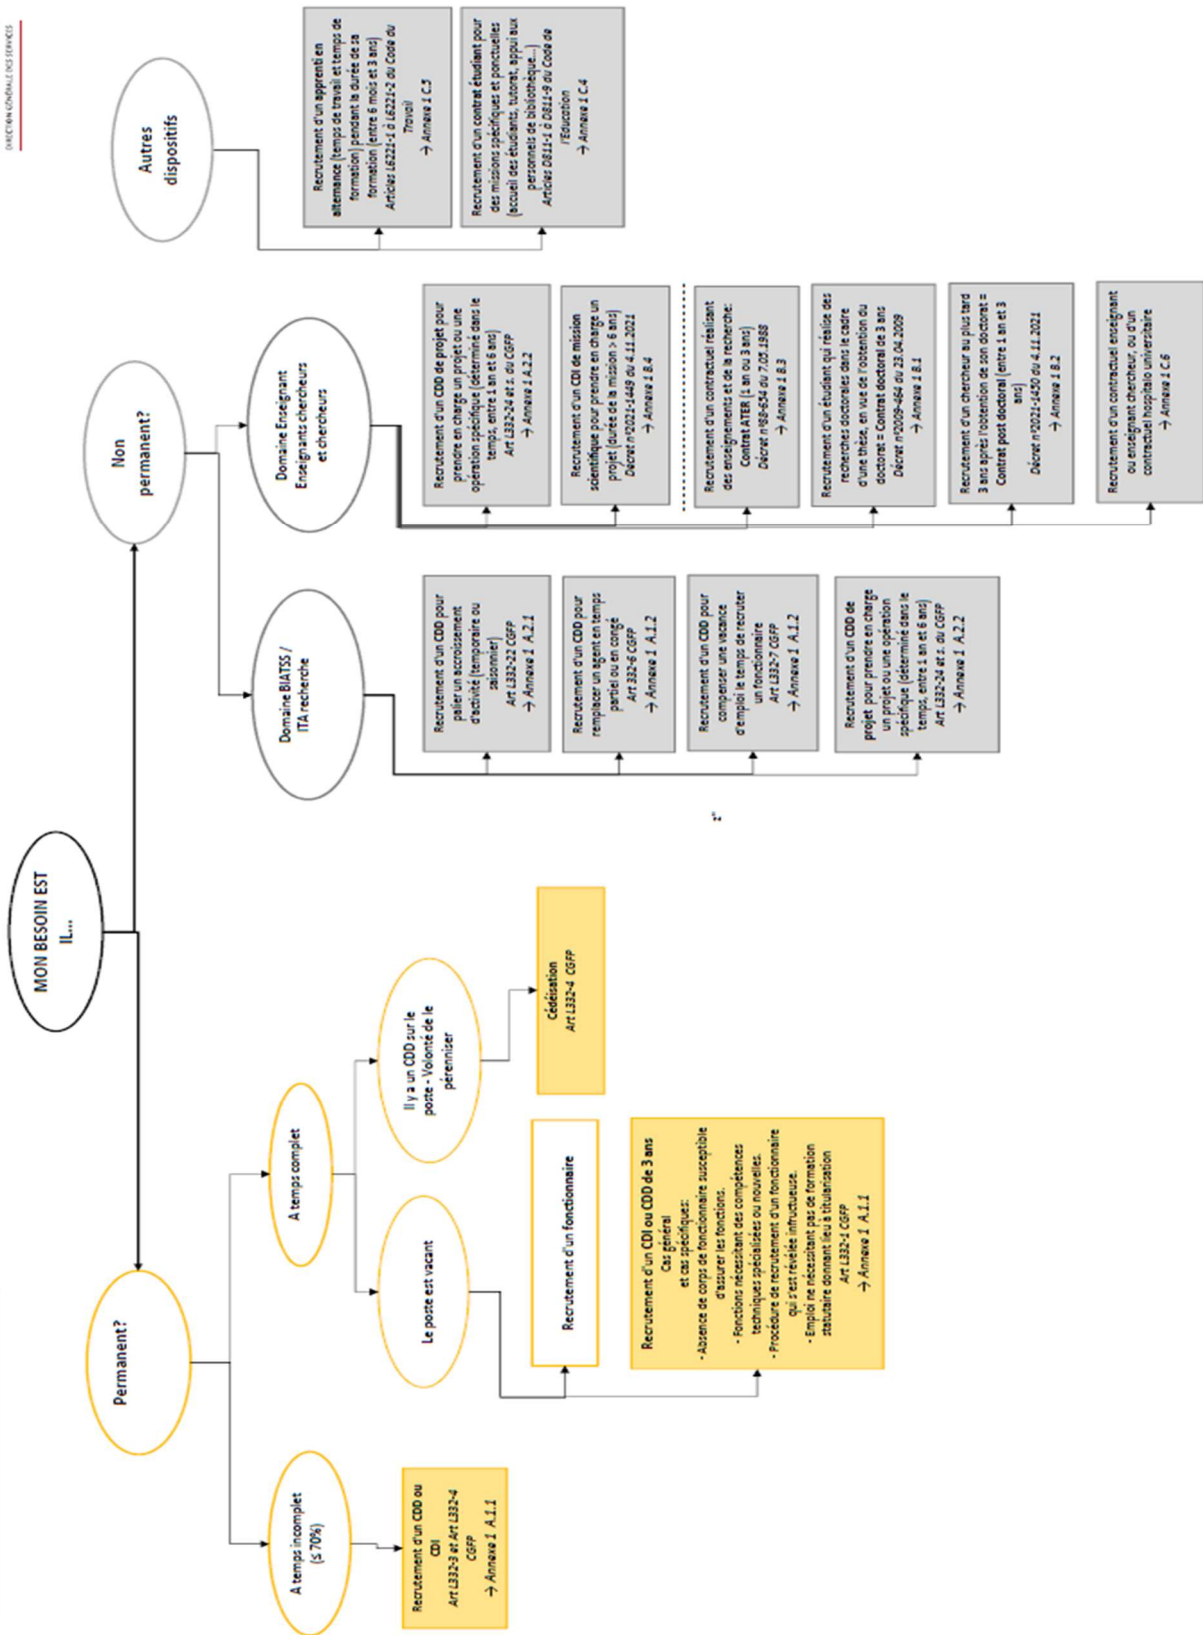 DIRECTION GÉNÉRALE DES SERVICES
MON BESOIN EST
IL...
Permanent?
A temps incomplet
(≤ 70%)
Recrutement d'un CDD ou
CDI
Art L332-3 et Art L332-4
CGFP
→ Annexe 1 A.1.1
A temps complet
Le poste est vacant
Recrutement d'un fonctionnaire
Recrutement d'un CDI ou CDD de 3 ans
Cas général
et cas spécifiques:
- Absence de corps de fonctionnaire susceptible
d'assurer les fonctions.
- Fonctions nécessitant des compétences
techniques spécialisées ou nouvelles.
- Procédure de recrutement d'un fonctionnaire
qui s'est révélée infructueuse.
- Emploi ne nécessitant pas de formation
statutaire donnant lieu à titularisation
Art L332-1 CGFP
→ Annexe 1 A.1.1
Il y a un CDD sur le
poste - Volonté de le
pérenniser
Cédéisation
Art L332-4 CGFP
Non
permanent?
Domaine BIATSS /
ITA recherche
Recrutement d'un CDD pour
palier un accroissement
d'activité (temporaire ou
saisonnier)
Art L332-22 CGFP
→ Annexe 1 A.2.1
Recrutement d'un CDD pour
remplacer un agent en temps
partiel ou en congé
Art 332-6 CGFP
→ Annexe 1 A.1.2
Recrutement d'un CDD pour
compenser une vacance
d'emploi le temps de recruter
un fonctionnaire
Art L332-7 CGFP
→ Annexe 1 A.1.2
Recrutement d'un CDD de
projet pour prendre en charge
un projet ou une opération
spécifique (déterminé dans le
temps, entre 1 an et 6 ans)
Art L332-24 et s. du CGFP
→ Annexe 1 A.2.2
z"
Domaine Enseignant
Enseignants chercheurs
et chercheurs
Recrutement d'un CDD de projet pour
prendre en charge un projet ou une
opération spécifique (déterminé dans le
temps, entre 1 an et 6 ans)
Art L332-24 et s. du CGFP
→ Annexe 1 A.2.2
Recrutement d'un CDI de mission
scientifique pour prendre en charge un
projet (durée de la mission > 6 ans)
Décret n°2021-1449 du 4.11.2021
→ Annexe 1 B.4
Recrutement d'un contractuel réalisant
des enseignements et de la recherche:
Contrat ATER (1 an ou 3 ans)
Décret n°88-654 du 7.05.1988
→ Annexe 1 B.3
Recrutement d'un étudiant qui réalise des
recherches doctorales dans le cadre
d'une thèse, en vue de l'obtention du
doctorat = Contrat doctoral de 3 ans
Décret n°2009-464 du 23.04.2009
→ Annexe 1 B.1
Recrutement d'un chercheur au plus tard
3 ans après l'obtention de son doctorat =
Contrat post doctoral (entre 1 an et 3
ans)
Décret n°2021-1450 du 4.11.2021
→ Annexe 1 B.2
Recrutement d'un contractuel enseignant
ou enseignant chercheur, ou d'un
contractuel hospitalo universitaire
→ Annexe 1 C.6
Autres
dispositifs
Recrutement d'un apprenti en
alternance (temps de travail et temps de
formation) pendant la durée de sa
formation (entre 6 mois et 3 ans)
Articles L6221-1 à L6221-2 du Code du
Travail
→ Annexe 1 C.5
Recrutement d'un contrat étudiant pour
des missions spécifiques et ponctuelles
(accueil des étudiants, tutorat, appui aux
personnels de bibliothèque...)
Articles D811-1 à D811-9 du Code de
l'Education
→ Annexe 1 C.4